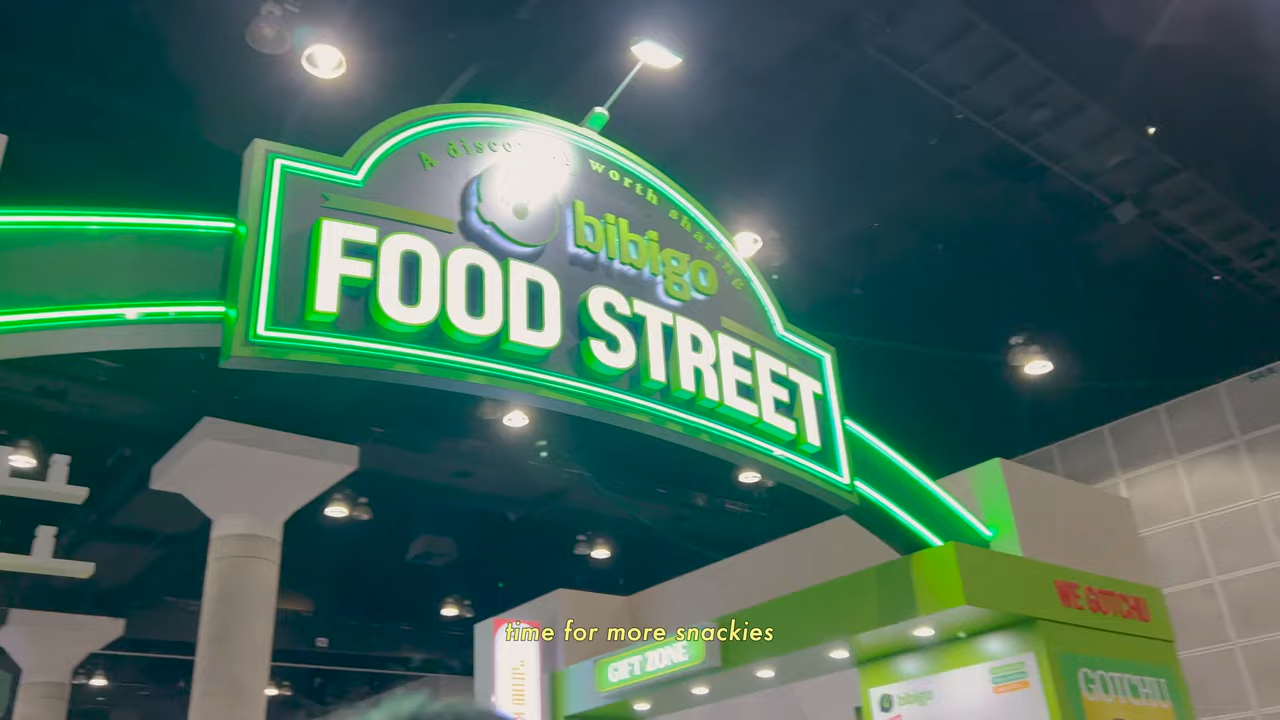 A discovery worth sharing
bibigo
FOOD STREET
WE GOTCHU
time for more snackies
GIFT ZONE
bibigo
GOTCHU